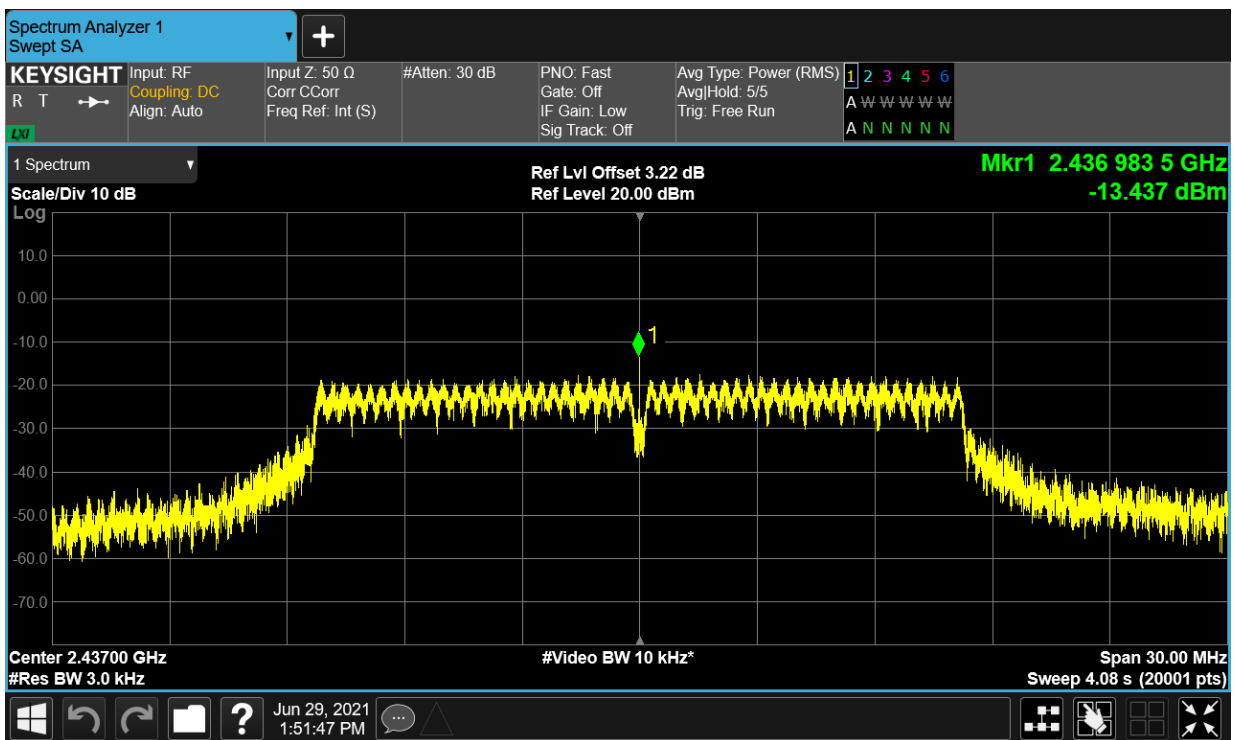 Spectrum Analyzer 1
Swept SA
KEYSIGHT
R T
LXI
Input: RF
Coupling: DC
Align: Auto
Input Z: 50 Ω
Corr CCorr
Freq Ref: Int (S)
#Atten: 30 dB
PNO: Fast
Gate: Off
IF Gain: Low
Sig Track: Off
Avg Type: Power (RMS)
Avg|Hold: 5/5
Trig: Free Run
1 2 3 4 5 6
A W W W W W
A N N N N N
1 Spectrum
Scale/Div 10 dB
Log
Ref Lvl Offset 3.22 dB
Ref Level 20.00 dBm
Mkr1 2.436 983 5 GHz
-13.437 dBm
10.0
0.00
-10.0
-20.0
-30.0
-40.0
-50.0
-60.0
-70.0
1
Center 2.43700 GHz
#Res BW 3.0 kHz
#Video BW 10 kHz*
Span 30.00 MHz
Sweep 4.08 s (20001 pts)
?
Jun 29, 2021
1:51:47 PM